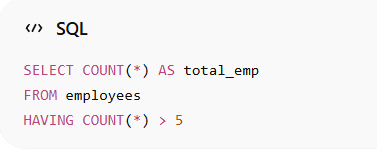 </> SQL
SELECT COUNT(*) AS total_emp
FROM employees
HAVING COUNT(*) > 5